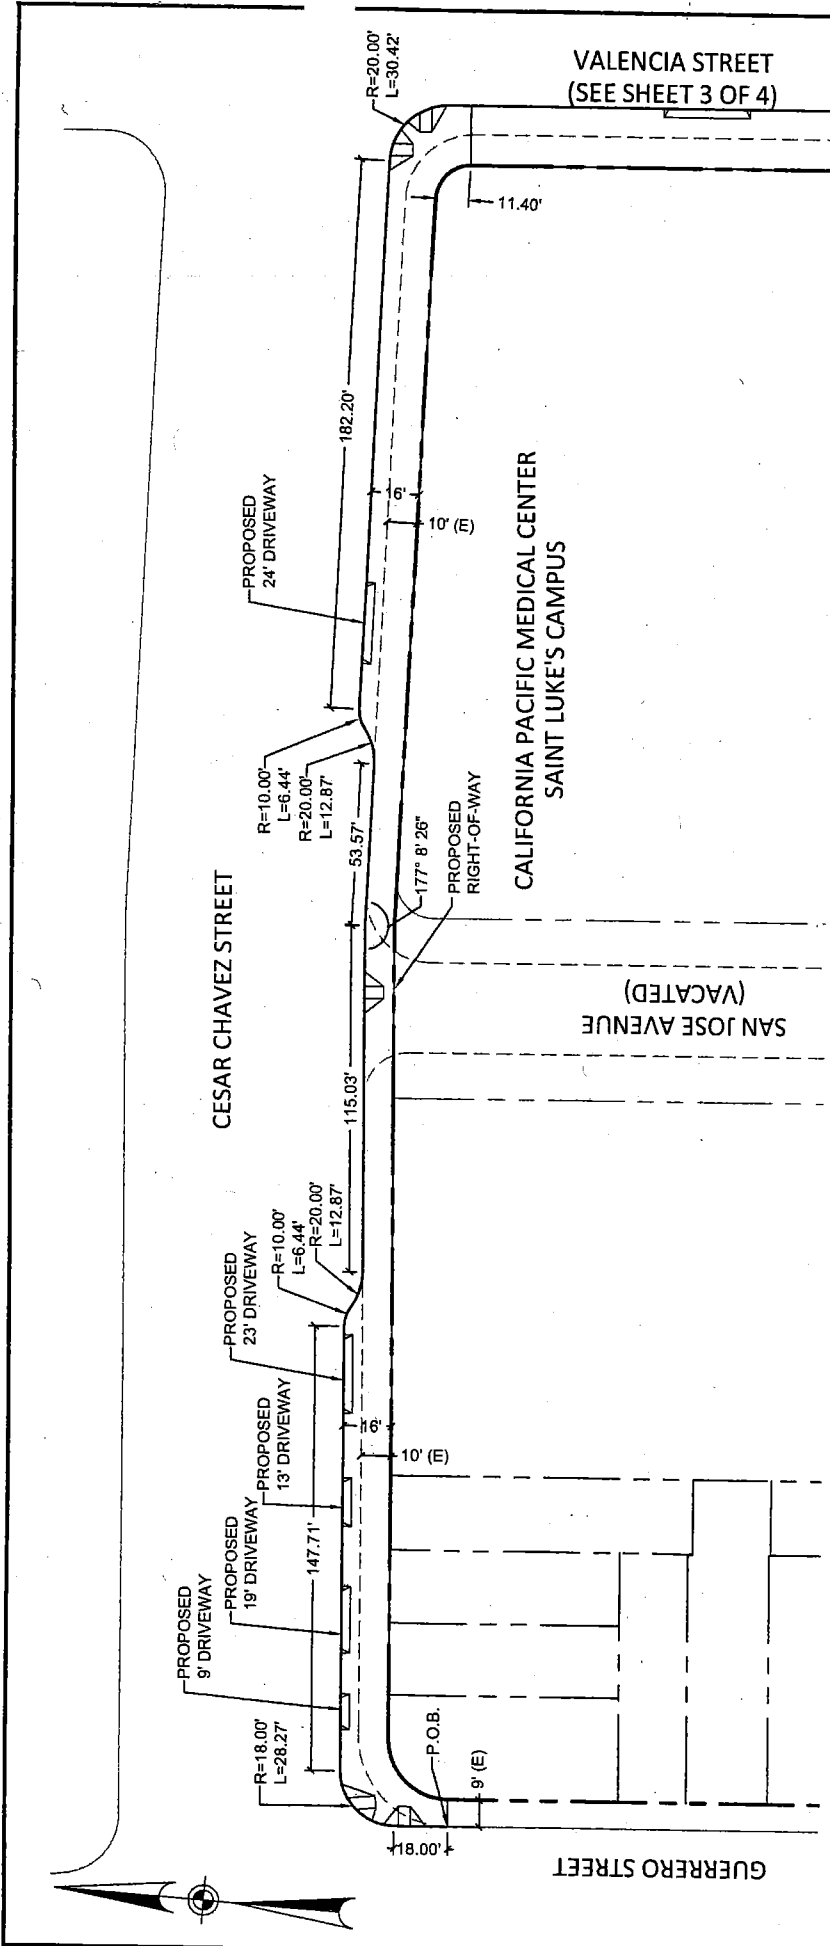 VALENCIA STREET
(SEE SHEET 3 OF 4)
R=20.00'
L=30.42'
11.40'
182.20'
PROPOSED
24' DRIVEWAY
16'
10' (E)
CALIFORNIA PACIFIC MEDICAL CENTER
SAINT LUKE'S CAMPUS
R=10.00'
L=6.44'
R=20.00'
L=12.87'
53.57'
177° 8' 26"
PROPOSED
RIGHT-OF-WAY
CESAR CHAVEZ STREET
SAN JOSE AVENUE
(VACATED)
115.03'
R=10.00'
L=6.44'
R=20.00'
L=12.87'
PROPOSED
23' DRIVEWAY
16'
10' (E)
PROPOSED
13' DRIVEWAY
147.71'
PROPOSED
19' DRIVEWAY
PROPOSED
9' DRIVEWAY
R=18.00'
L=28.27'
P.O.B.
9' (E)
18.00'
GUERRERO STREET